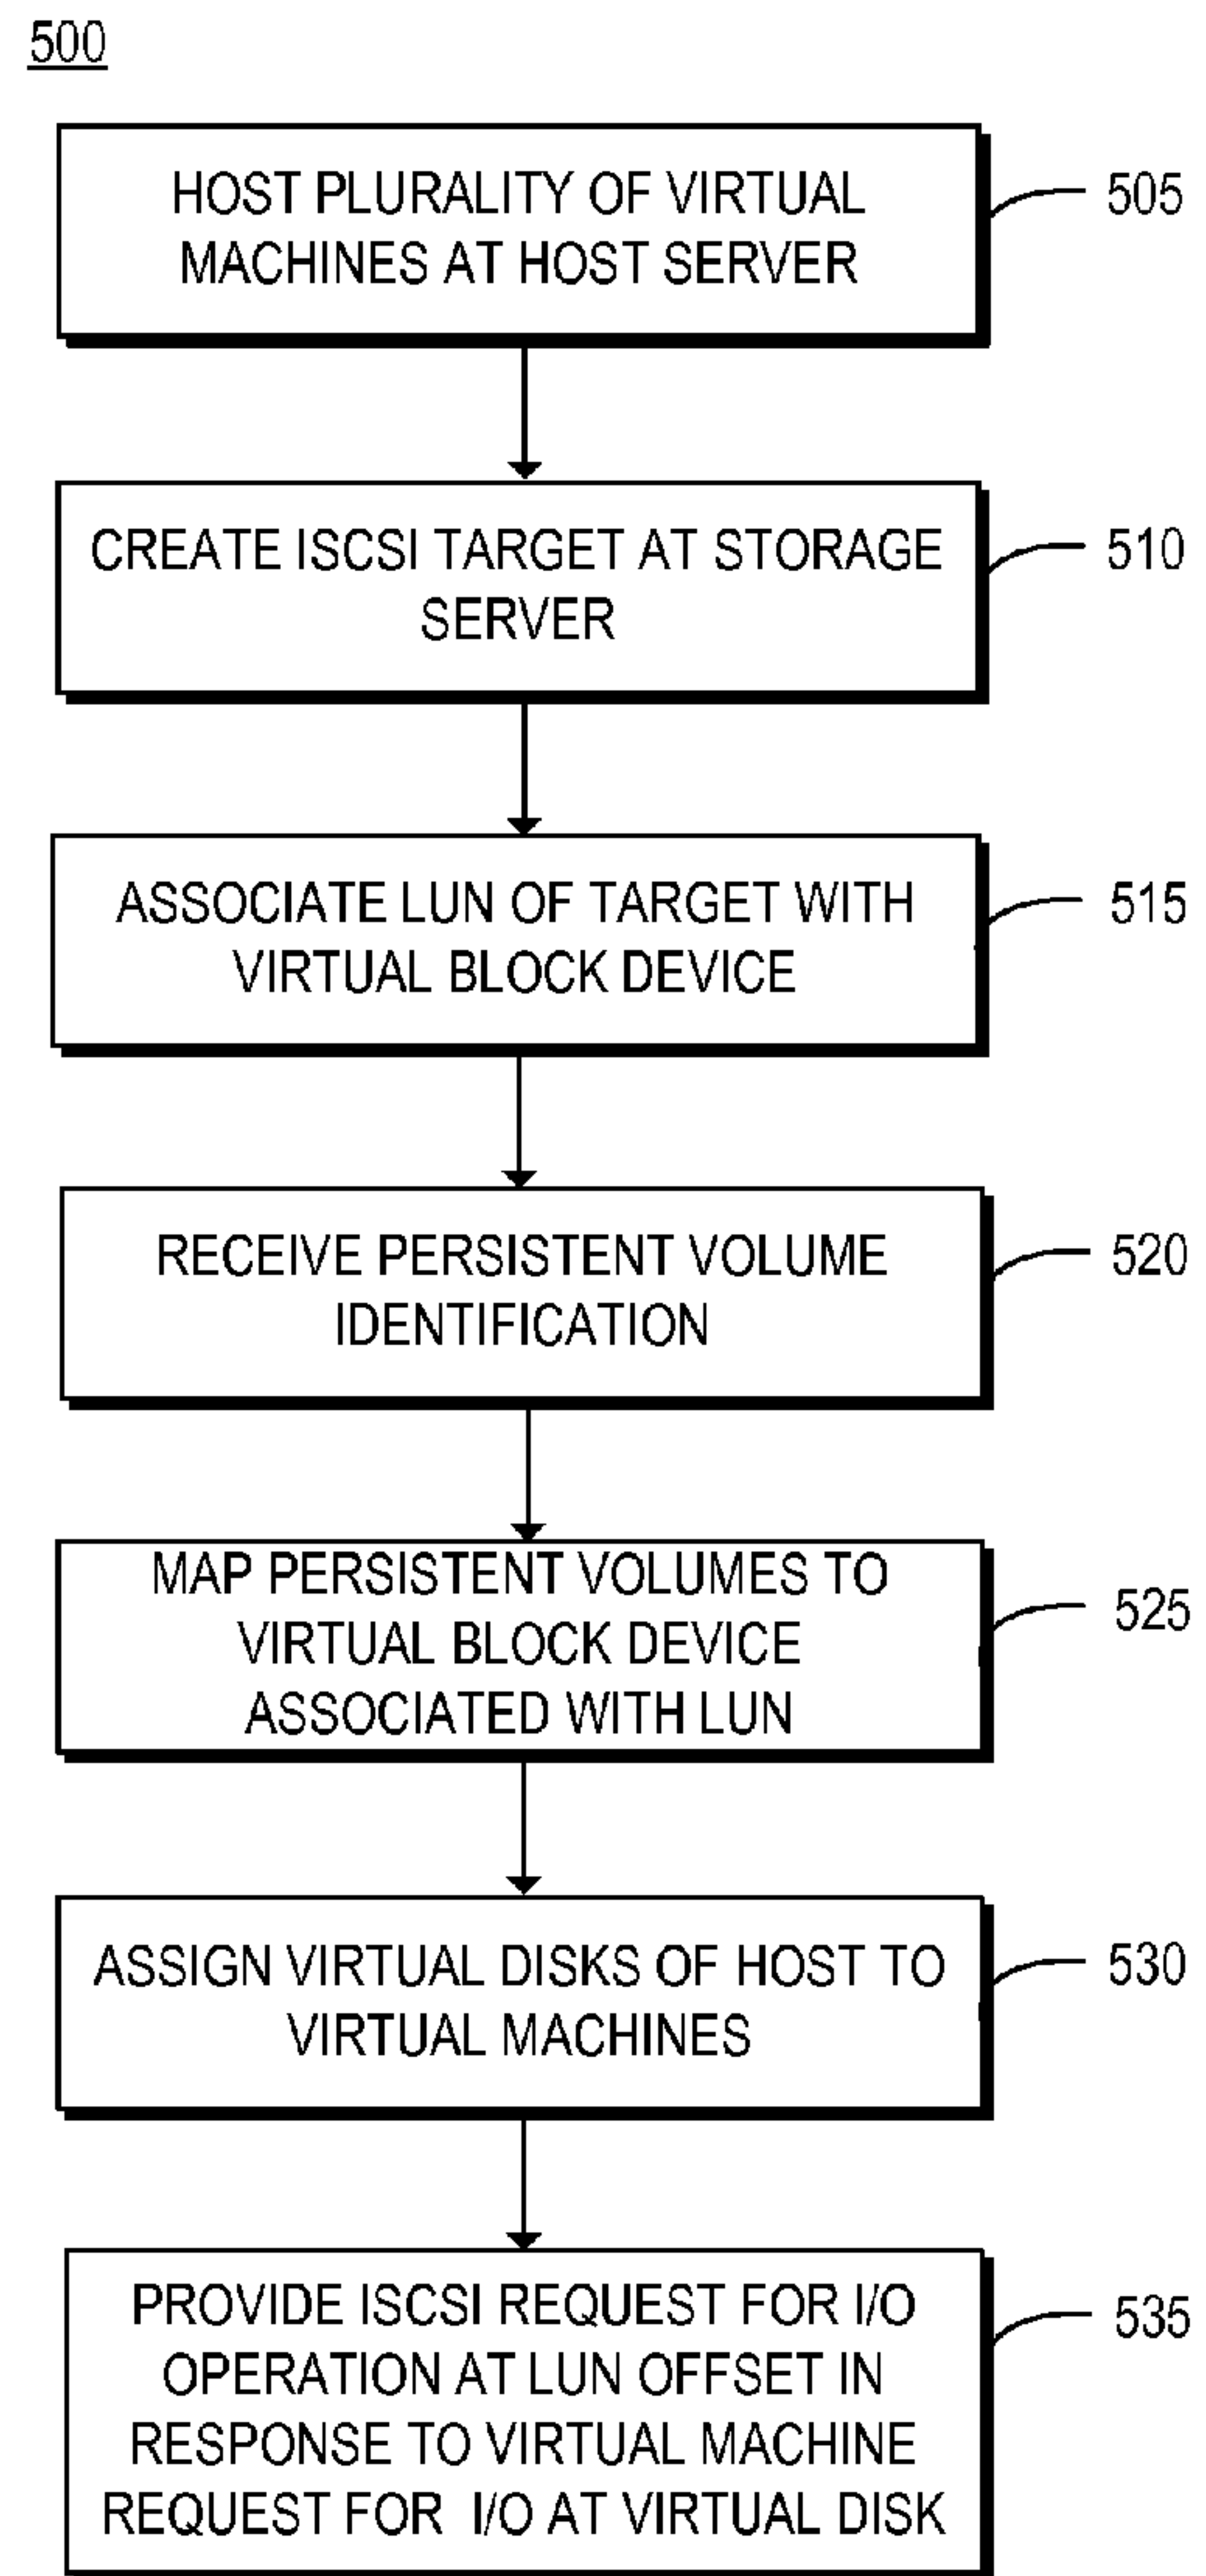 500
HOST PLURALITY OF VIRTUAL
MACHINES AT HOST SERVER
505
CREATE ISCSI TARGET AT STORAGE
SERVER
510
ASSOCIATE LUN OF TARGET WITH
VIRTUAL BLOCK DEVICE
515
RECEIVE PERSISTENT VOLUME
IDENTIFICATION
520
MAP PERSISTENT VOLUMES TO
VIRTUAL BLOCK DEVICE
ASSOCIATED WITH LUN
525
ASSIGN VIRTUAL DISKS OF HOST TO
VIRTUAL MACHINES
530
PROVIDE ISCSI REQUEST FOR I/O
OPERATION AT LUN OFFSET IN
RESPONSE TO VIRTUAL MACHINE
REQUEST FOR I/O AT VIRTUAL DISK
535